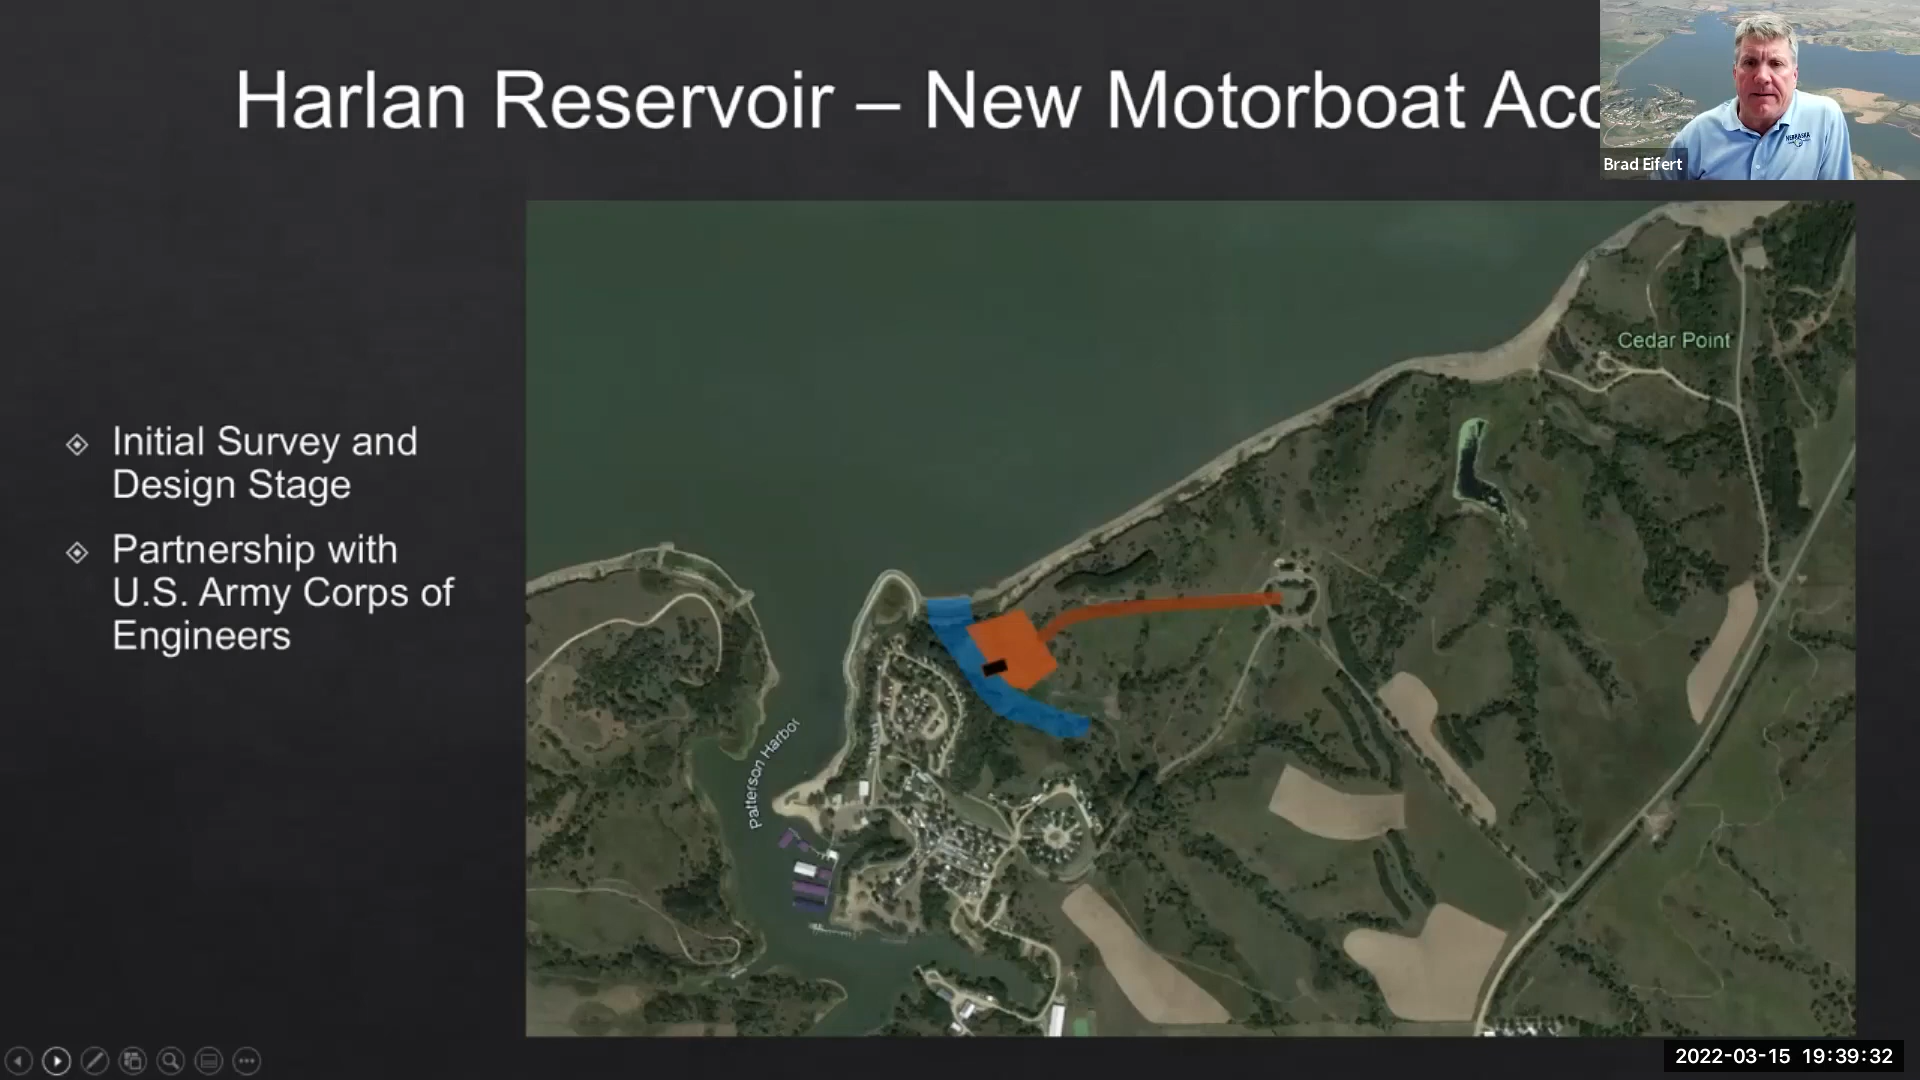 Harlan Reservoir – New Motorboat Acc
Brad Eifert
NEBRASKA
Cedar Point
Initial Survey and
Design Stage
Partnership with
U.S. Army Corps of
Engineers
Patterson Harbor
2022-03-15 19:39:32